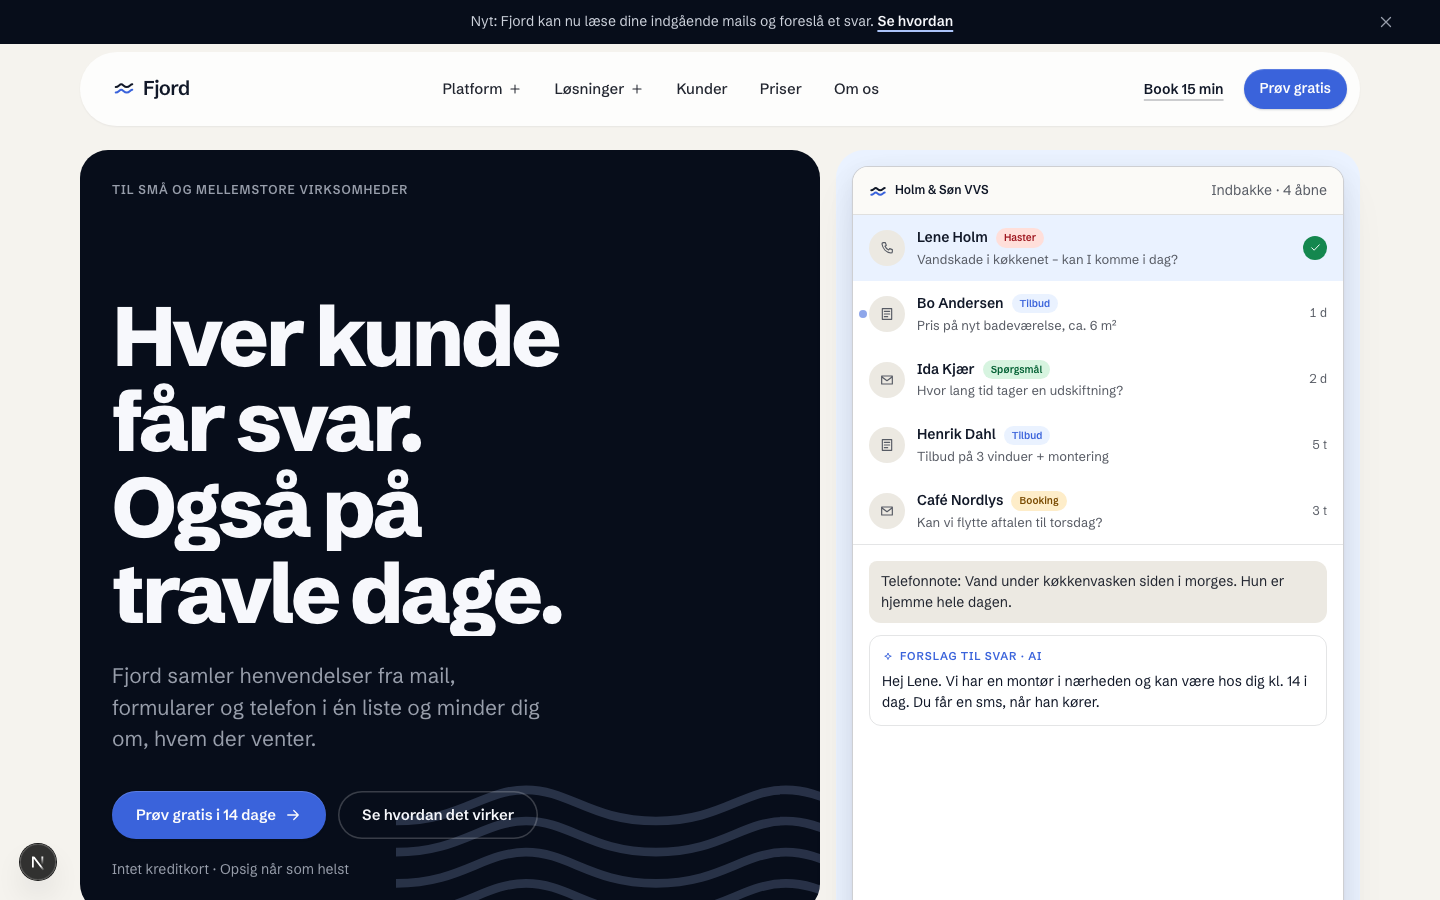 Nyt: Fjord kan nu læse dine indgående mails og foreslå et svar. Se hvordan
Fjord
Platform +
Løsninger +
Kunder
Priser
Om os
Book 15 min
Prøv gratis
TIL SMÅ OG MELLEMSTORE VIRKSOMHEDER
Hver kunde
får svar.
Også på
travle dage.
Fjord samler henvendelser fra mail,
formularer og telefon i én liste og minder dig
om, hvem der venter.
Prøv gratis i 14 dage →
Se hvordan det virker
Intet kreditkort · Opsig når som helst
Holm & Søn VVS
Indbakke · 4 åbne
Lene Holm Haster
Vandskade i køkkenet – kan I komme i dag?
Bo Andersen Tilbud
Pris på nyt badeværelse, ca. 6 m²
1 d
Ida Kjær Spørgsmål
Hvor lang tid tager en udskiftning?
2 d
Henrik Dahl Tilbud
Tilbud på 3 vinduer + montering
5 t
Café Nordlys Booking
Kan vi flytte aftalen til torsdag?
3 t
Telefonnote: Vand under køkkenvasken siden i morges. Hun er
hjemme hele dagen.
FORSLAG TIL SVAR · AI
Hej Lene. Vi har en montør i nærheden og kan være hos dig kl. 14 i
dag. Du får en sms, når han kører.
N